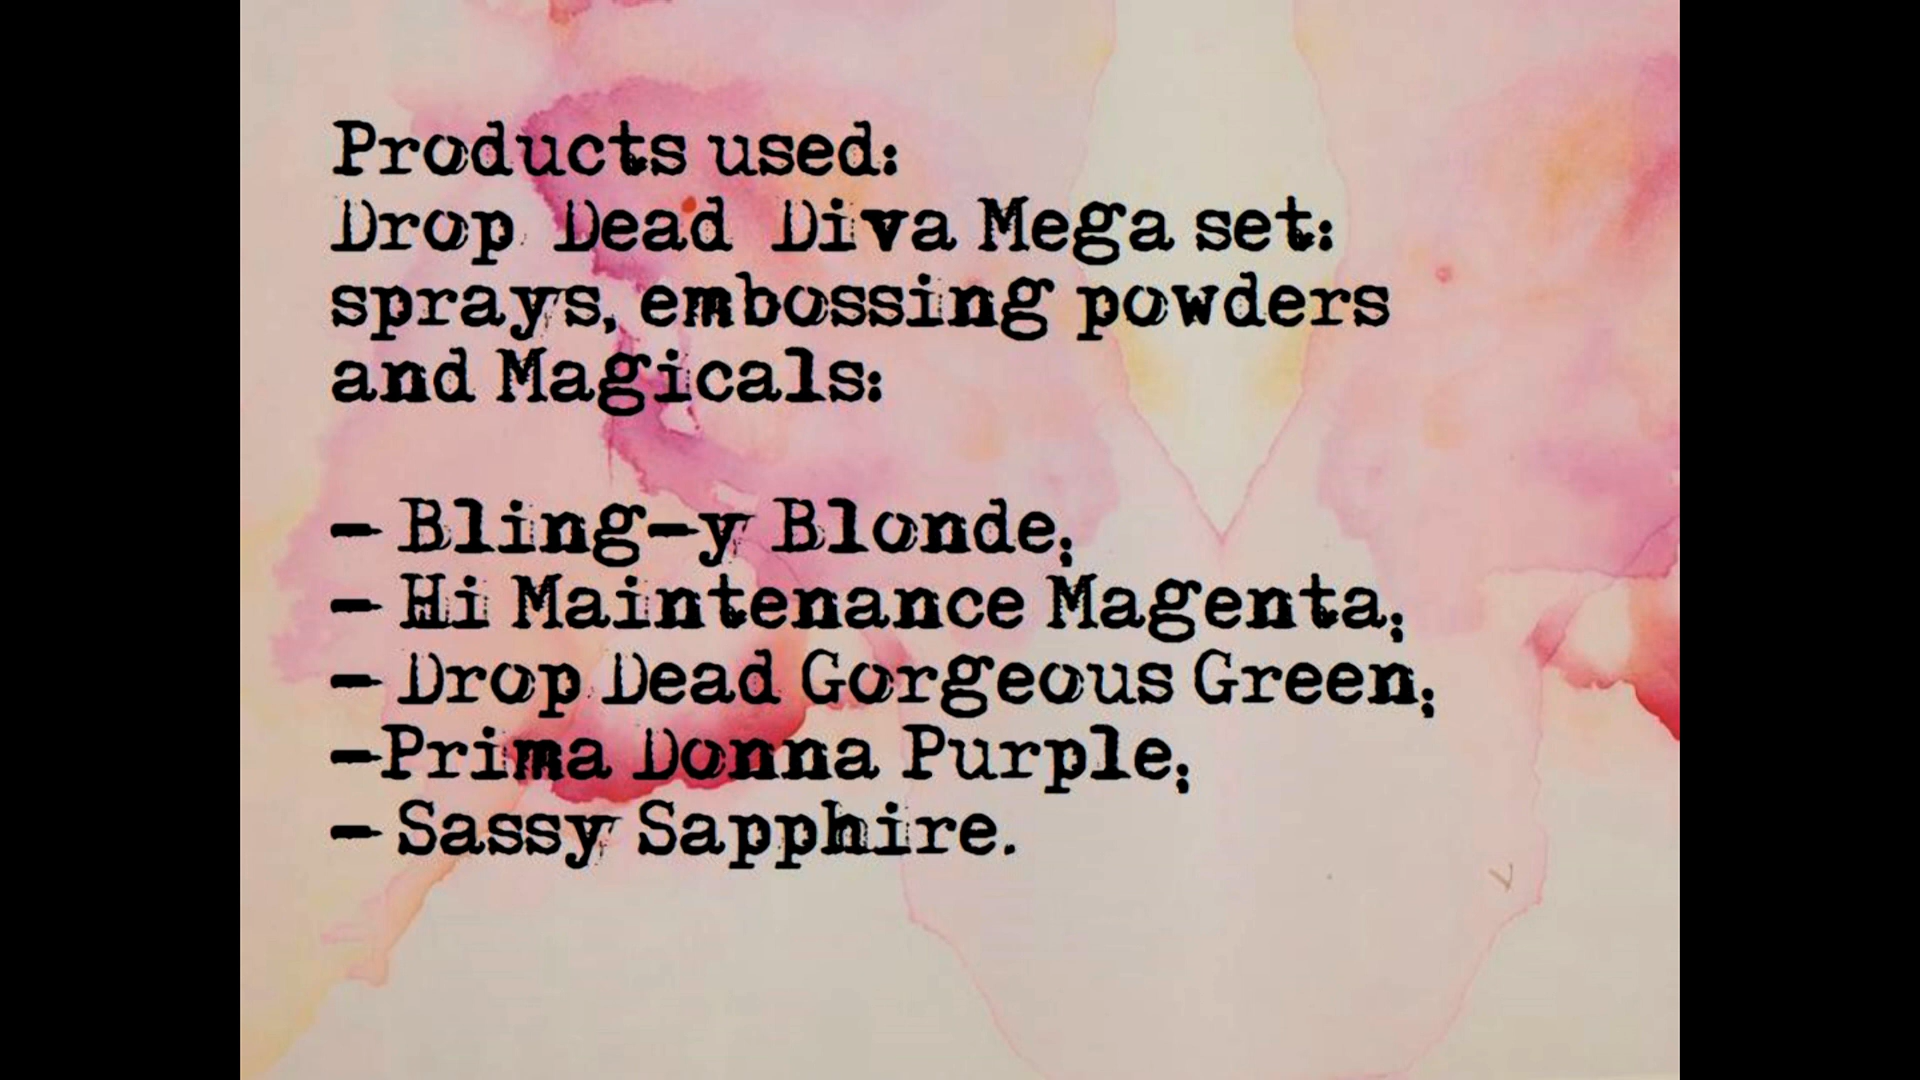 Products used:
Drop Dead Diva Mega set:
sprays, embossing powders
and Magicals:
- Bling-y Blonde;
- Hi Maintenance Magenta;
- Drop Dead Gorgeous Green;
-Prima Donna Purple;
- Sassy Sapphire.